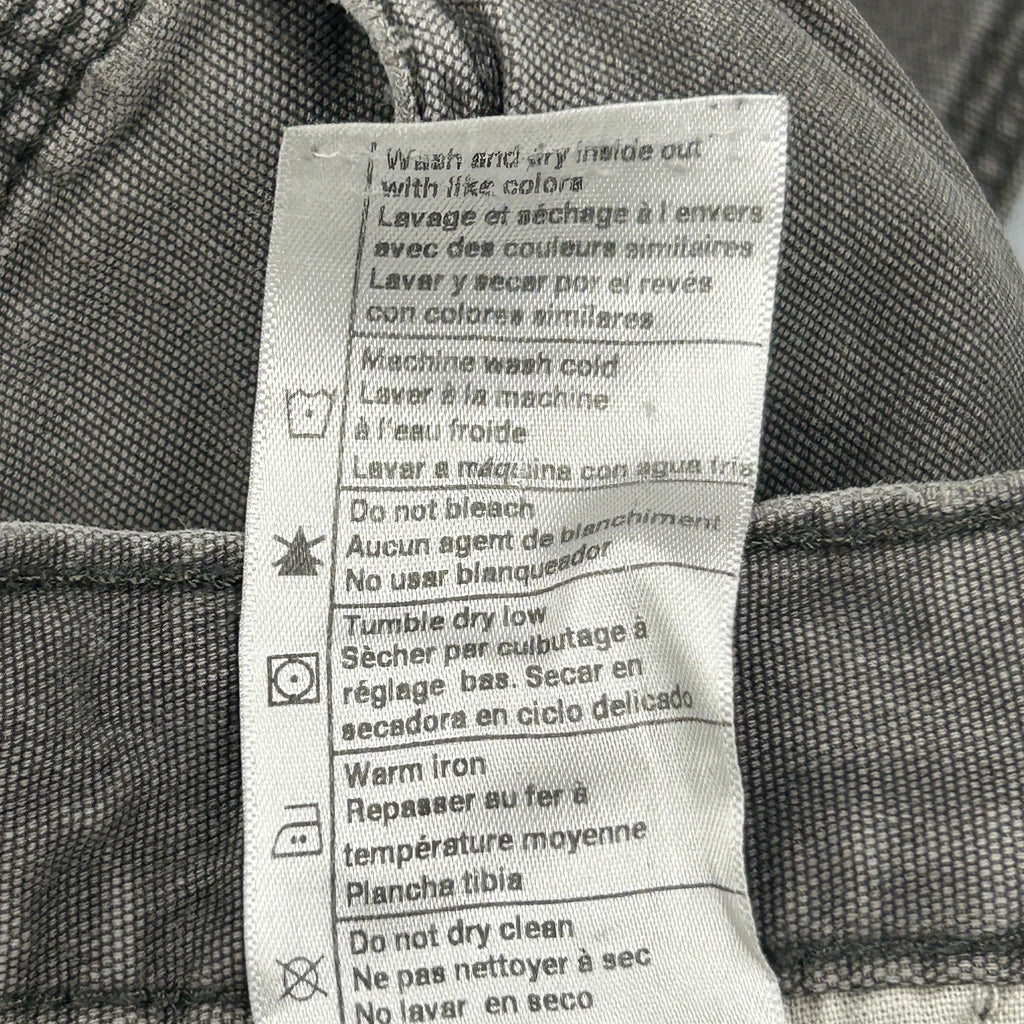 Wash and dry inside out
with like colors
Lavage et séchage à l envers
avec des couleurs similaires
Lavar y secar por el revés
con colores similares
Machine wash cold
Laver à la machine
à l'eau froide
Lavar a máquina con agua fria
Do not bleach
Aucun agent de blanchiment
No usar blanqueador
Tumble dry low
Sècher par culbutage à
réglage bas. Secar en
secadora en ciclo delicado
Warm iron
Repasser au fer à
température moyenne
Plancha tibia
Do not dry clean
Ne pas nettoyer à sec
No lavar en seco